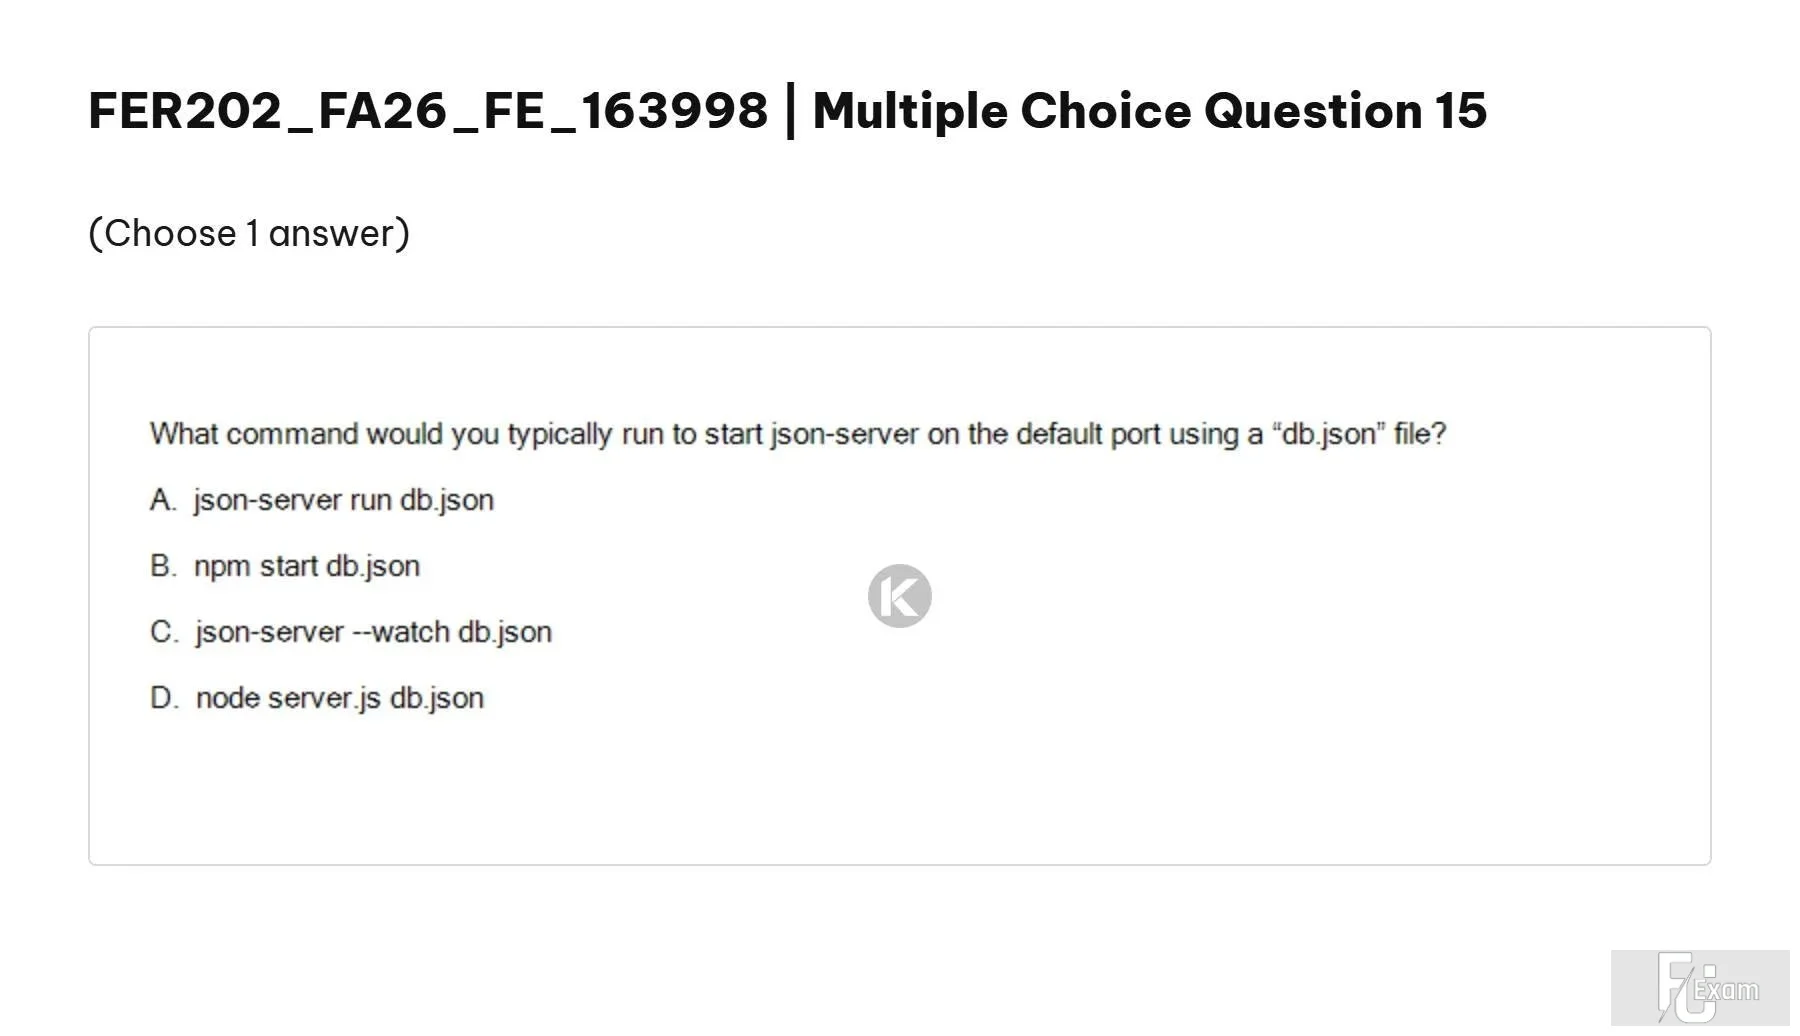 FER202_FA26_FE_163998 | Multiple Choice Question 15
(Choose 1 answer)
What command would you typically run to start json-server on the default port using a “db.json” file?
A. json-server run db.json
B. npm start db.json
C. json-server --watch db.json
D. node server.js db.json
K
FU Exam